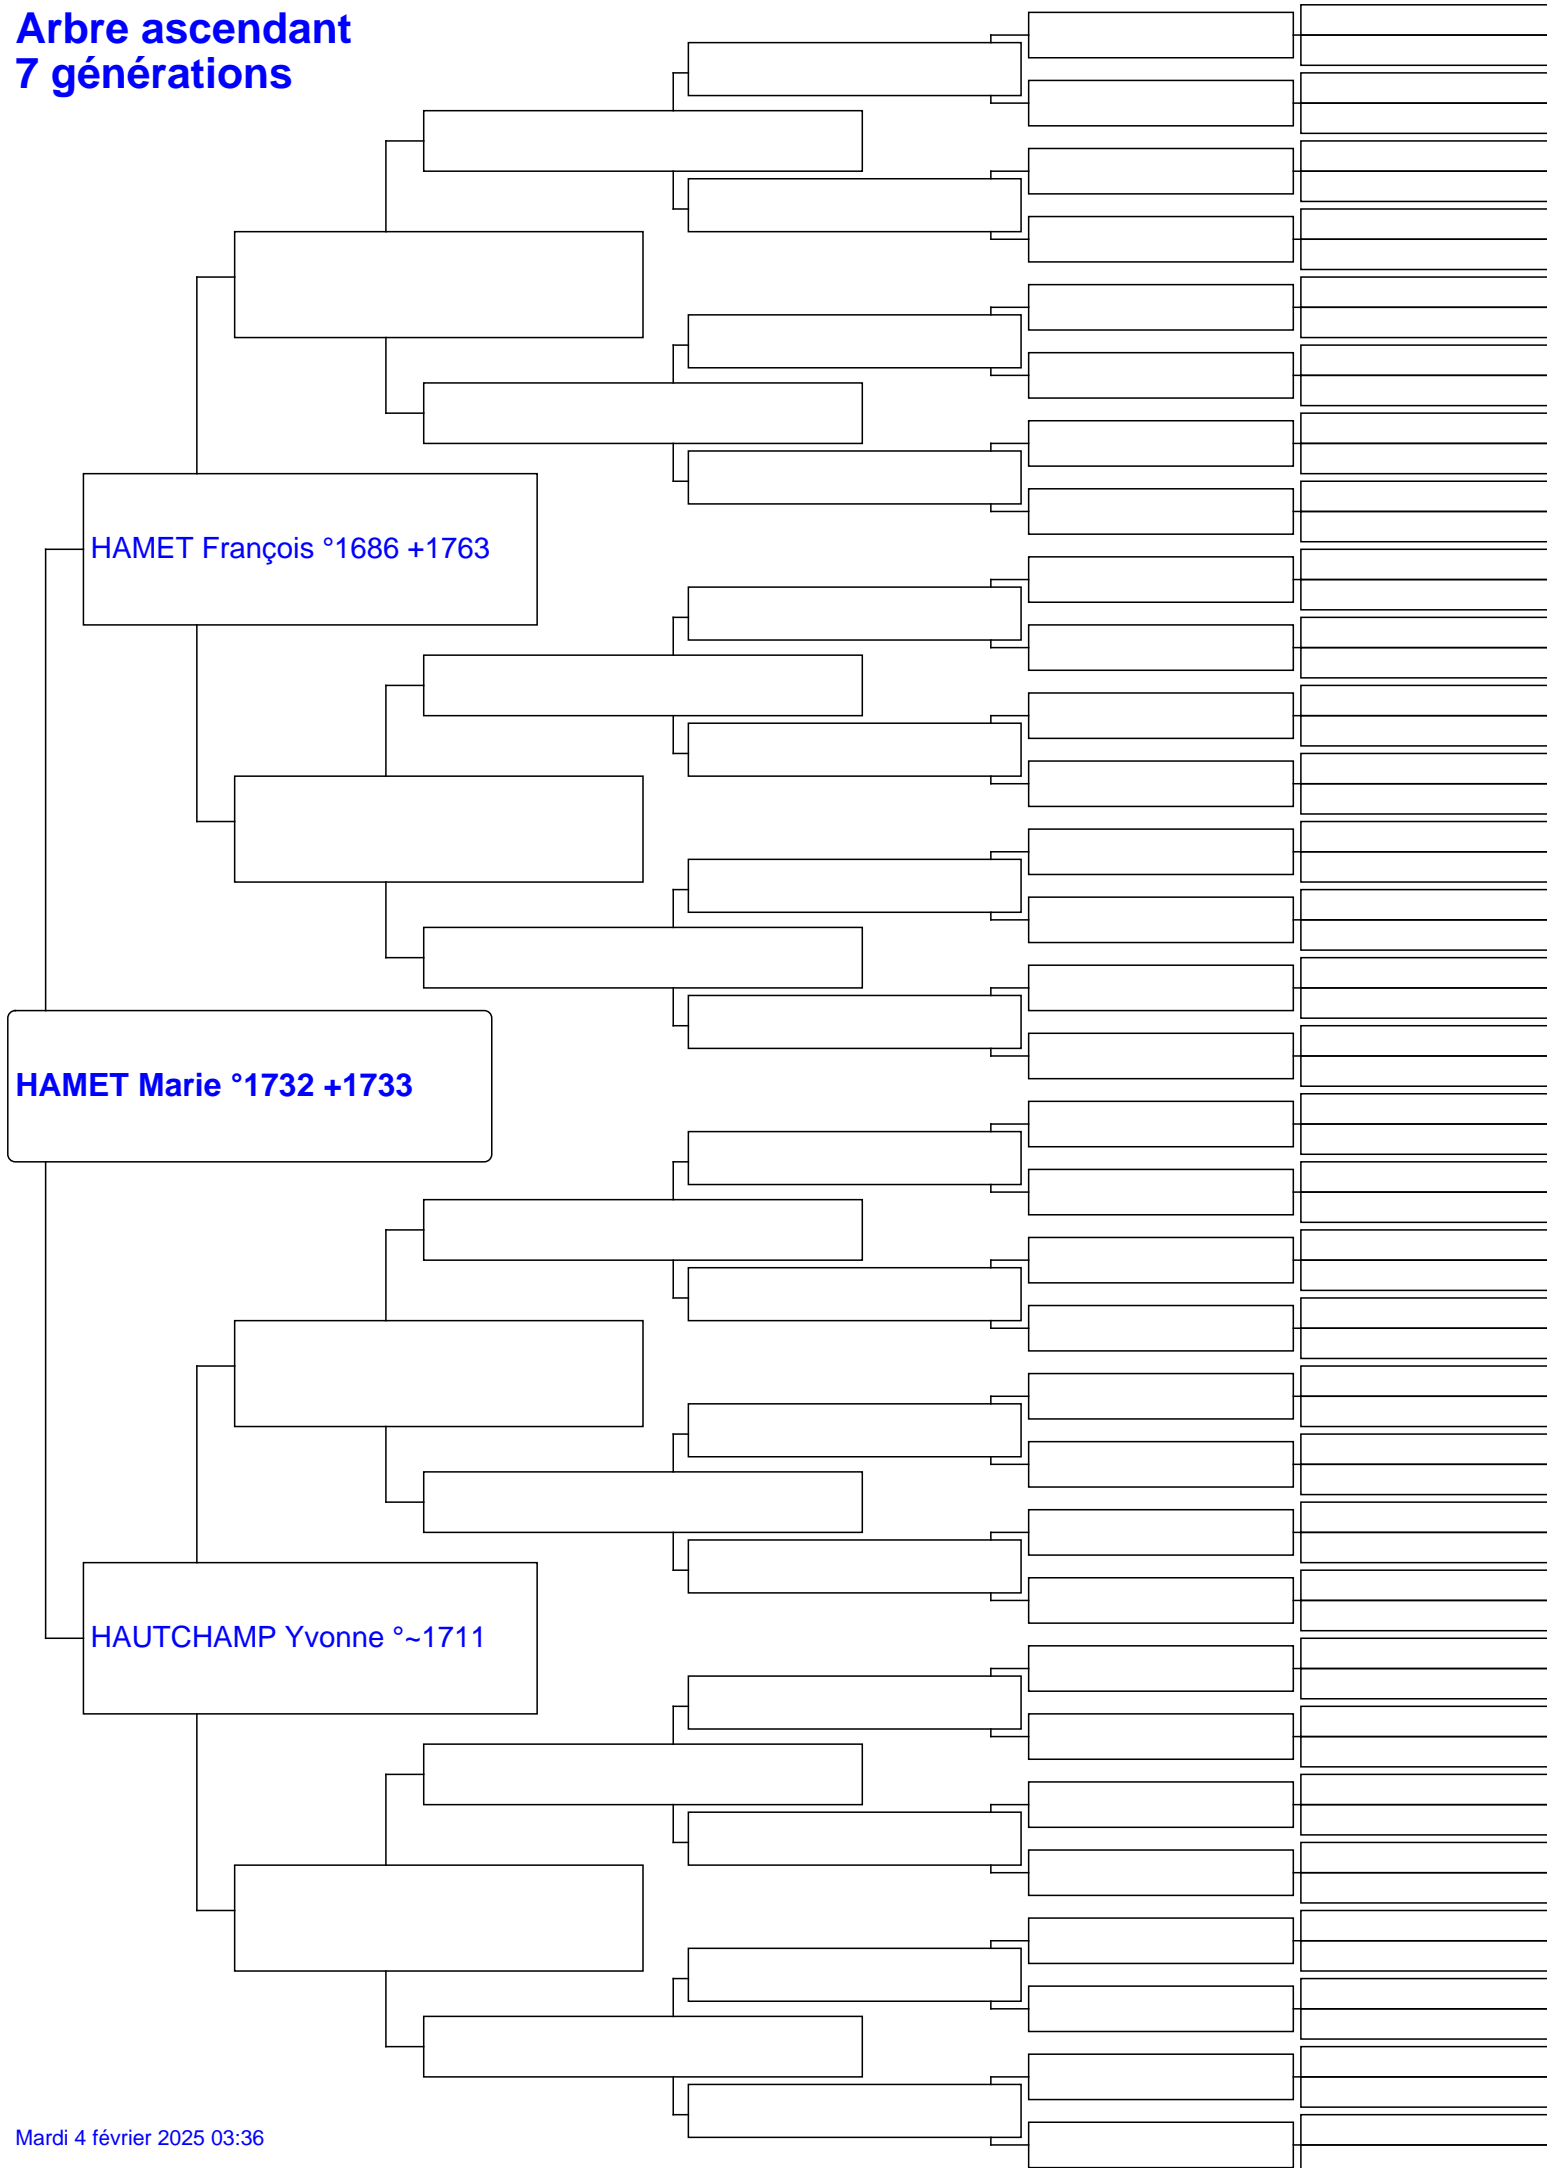 Arbre ascendant
7 générations
HAMET François °1686 +1763
HAMET Marie °1732 +1733
HAUTCHAMP Yvonne °~1711
Mardi 4 février 2025 03:36